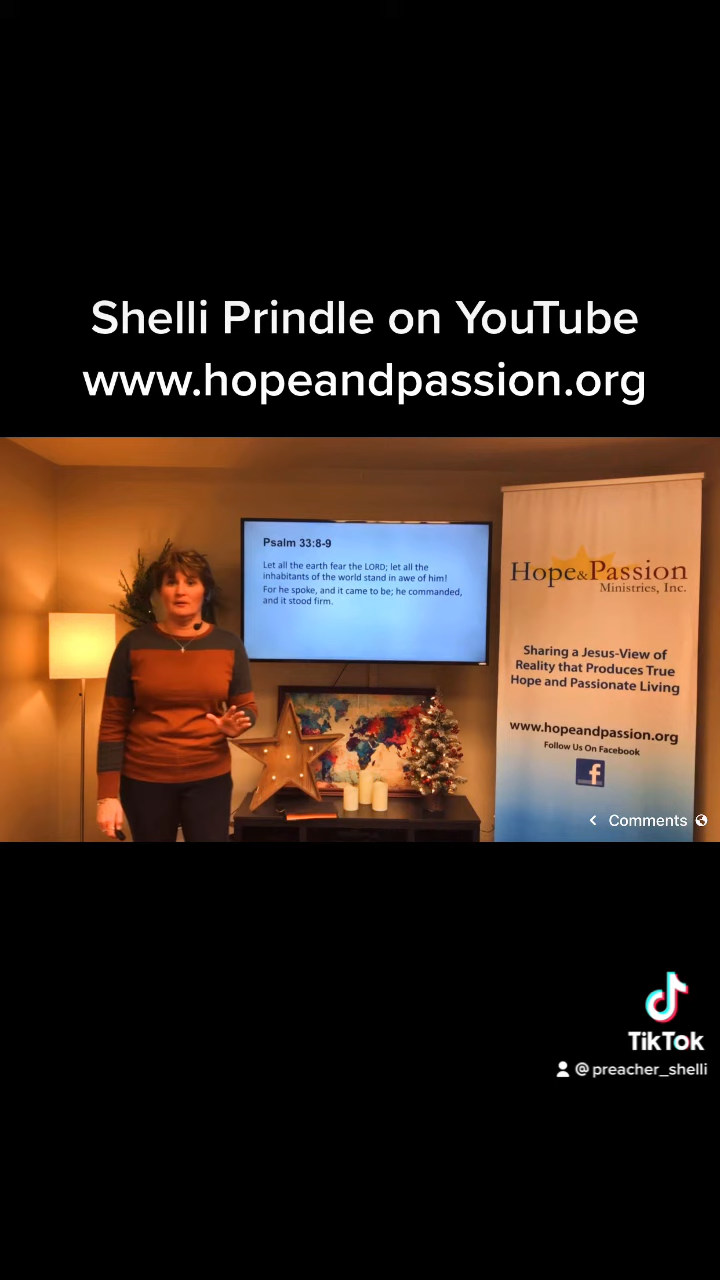 Shelli Prindle on YouTube
www.hopeandpassion.org
Psalm 33:8-9
Let all the earth fear the LORD; let all the
inhabitants of the world stand in awe of him!
For he spoke, and it came to be; he commanded,
and it stood firm.
Hope&Passion
Ministries, Inc.
Sharing a Jesus-View of
Reality that Produces True
Hope and Passionate Living
www.hopeandpassion.org
Follow Us On Facebook
f
Comments
TikTok
@preacher_shelli